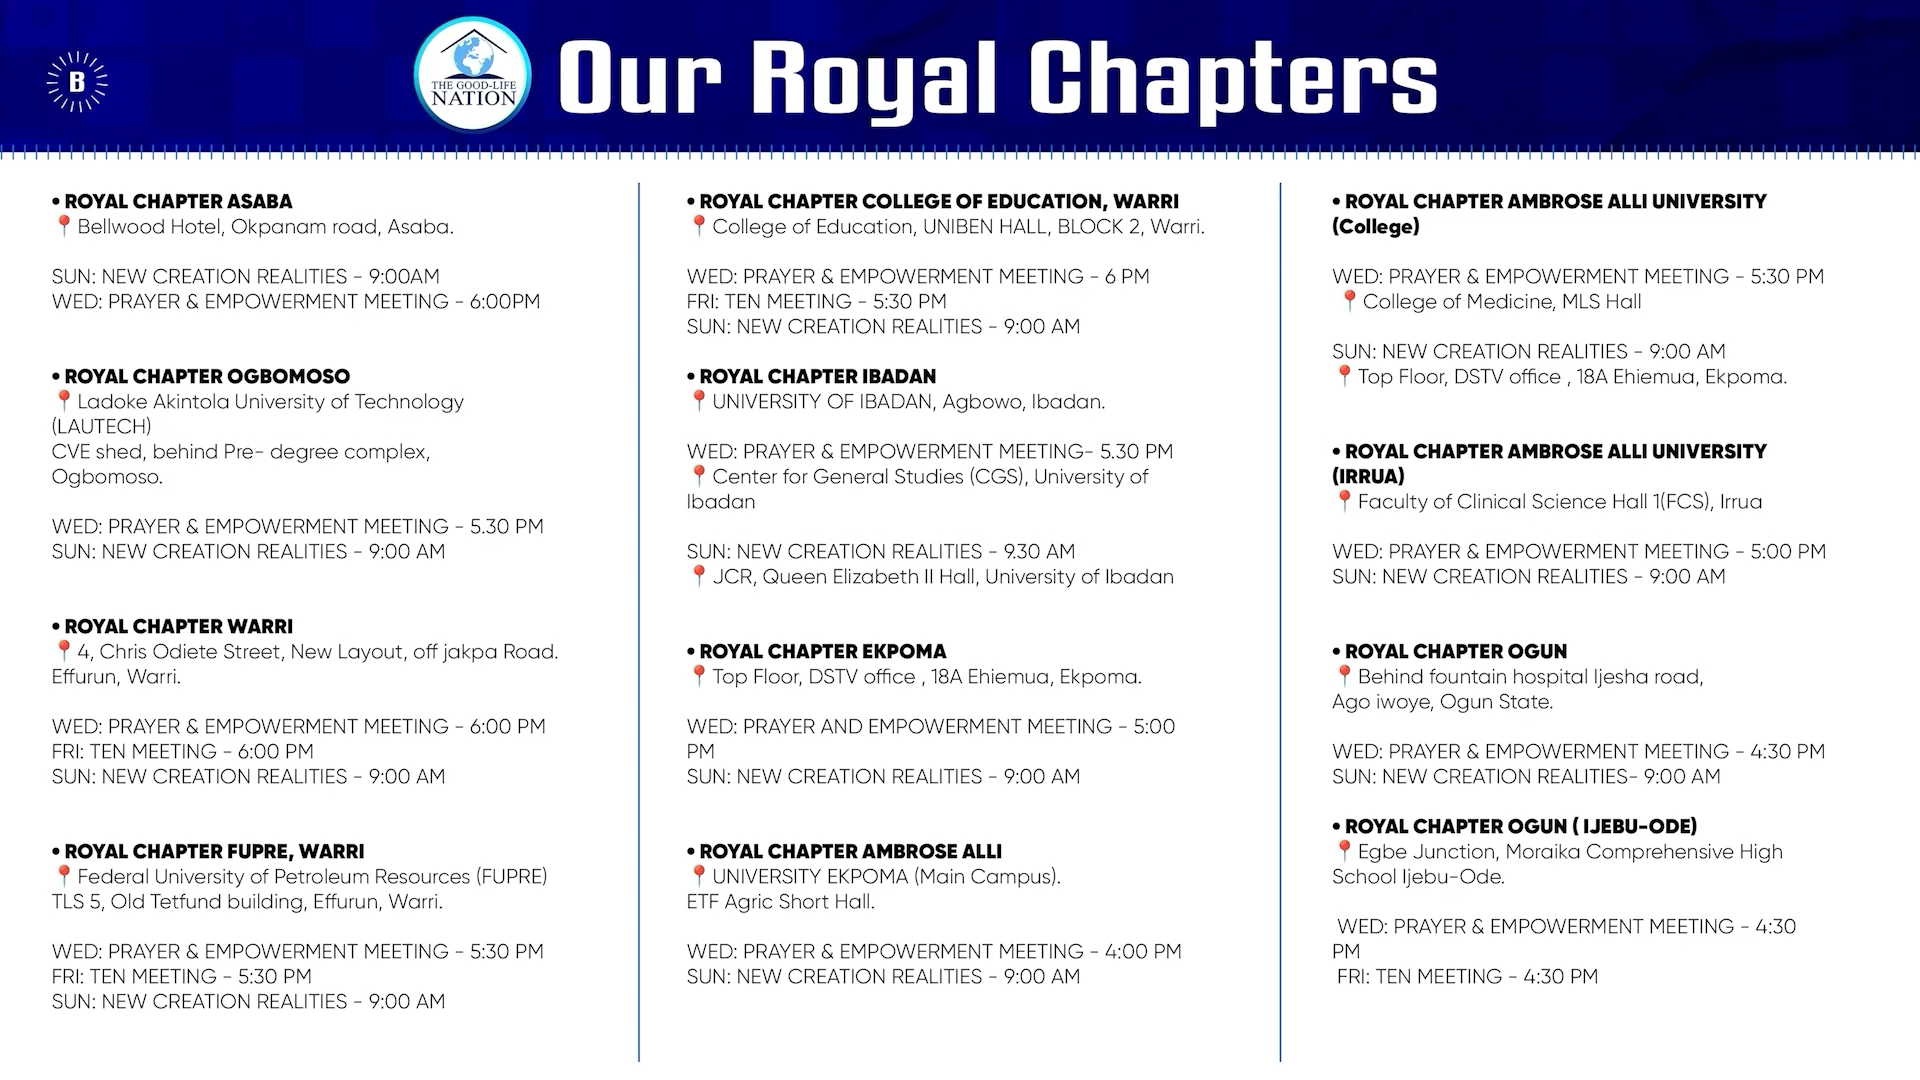 B
THE GOOD-LIFE
NATION
Our Royal Chapters
• ROYAL CHAPTER ASABA
📍Bellwood Hotel, Okpanam road, Asaba.
SUN: NEW CREATION REALITIES - 9:00AM
WED: PRAYER & EMPOWERMENT MEETING - 6:00PM
• ROYAL CHAPTER OGBOMOSO
📍Ladoke Akintola University of Technology
(LAUTECH)
CVE shed, behind Pre- degree complex,
Ogbomoso.
WED: PRAYER & EMPOWERMENT MEETING - 5.30 PM
SUN: NEW CREATION REALITIES - 9:00 AM
• ROYAL CHAPTER WARRI
📍4, Chris Odiete Street, New Layout, off jakpa Road.
Effurun, Warri.
WED: PRAYER & EMPOWERMENT MEETING - 6:00 PM
FRI: TEN MEETING - 6:00 PM
SUN: NEW CREATION REALITIES - 9:00 AM
• ROYAL CHAPTER FUPRE, WARRI
📍Federal University of Petroleum Resources (FUPRE)
TLS 5, Old Tetfund building, Effurun, Warri.
WED: PRAYER & EMPOWERMENT MEETING - 5:30 PM
FRI: TEN MEETING - 5:30 PM
SUN: NEW CREATION REALITIES - 9:00 AM
• ROYAL CHAPTER COLLEGE OF EDUCATION, WARRI
📍College of Education, UNIBEN HALL, BLOCK 2, Warri.
WED: PRAYER & EMPOWERMENT MEETING - 6 PM
FRI: TEN MEETING - 5:30 PM
SUN: NEW CREATION REALITIES - 9:00 AM
• ROYAL CHAPTER IBADAN
📍UNIVERSITY OF IBADAN, Agbowo, Ibadan.
WED: PRAYER & EMPOWERMENT MEETING- 5.30 PM
📍Center for General Studies (CGS), University of
Ibadan
SUN: NEW CREATION REALITIES - 9.30 AM
📍JCR, Queen Elizabeth II Hall, University of Ibadan
• ROYAL CHAPTER EKPOMA
📍Top Floor, DSTV office , 18A Ehiemua, Ekpoma.
WED: PRAYER AND EMPOWERMENT MEETING - 5:00
PM
SUN: NEW CREATION REALITIES - 9:00 AM
• ROYAL CHAPTER AMBROSE ALLI
📍UNIVERSITY EKPOMA (Main Campus).
ETF Agric Short Hall.
WED: PRAYER & EMPOWERMENT MEETING - 4:00 PM
SUN: NEW CREATION REALITIES - 9:00 AM
• ROYAL CHAPTER AMBROSE ALLI UNIVERSITY
(College)
WED: PRAYER & EMPOWERMENT MEETING - 5:30 PM
📍College of Medicine, MLS Hall
SUN: NEW CREATION REALITIES - 9:00 AM
📍Top Floor, DSTV office , 18A Ehiemua, Ekpoma.
• ROYAL CHAPTER AMBROSE ALLI UNIVERSITY
(IRRUA)
📍Faculty of Clinical Science Hall 1(FCS), Irrua
WED: PRAYER & EMPOWERMENT MEETING - 5:00 PM
SUN: NEW CREATION REALITIES - 9:00 AM
• ROYAL CHAPTER OGUN
📍Behind fountain hospital Ijesha road,
Ago iwoye, Ogun State.
WED: PRAYER & EMPOWERMENT MEETING - 4:30 PM
SUN: NEW CREATION REALITIES- 9:00 AM
• ROYAL CHAPTER OGUN ( IJEBU-ODE)
📍Egbe Junction, Moraika Comprehensive High
School Ijebu-Ode.
WED: PRAYER & EMPOWERMENT MEETING - 4:30
PM
FRI: TEN MEETING - 4:30 PM